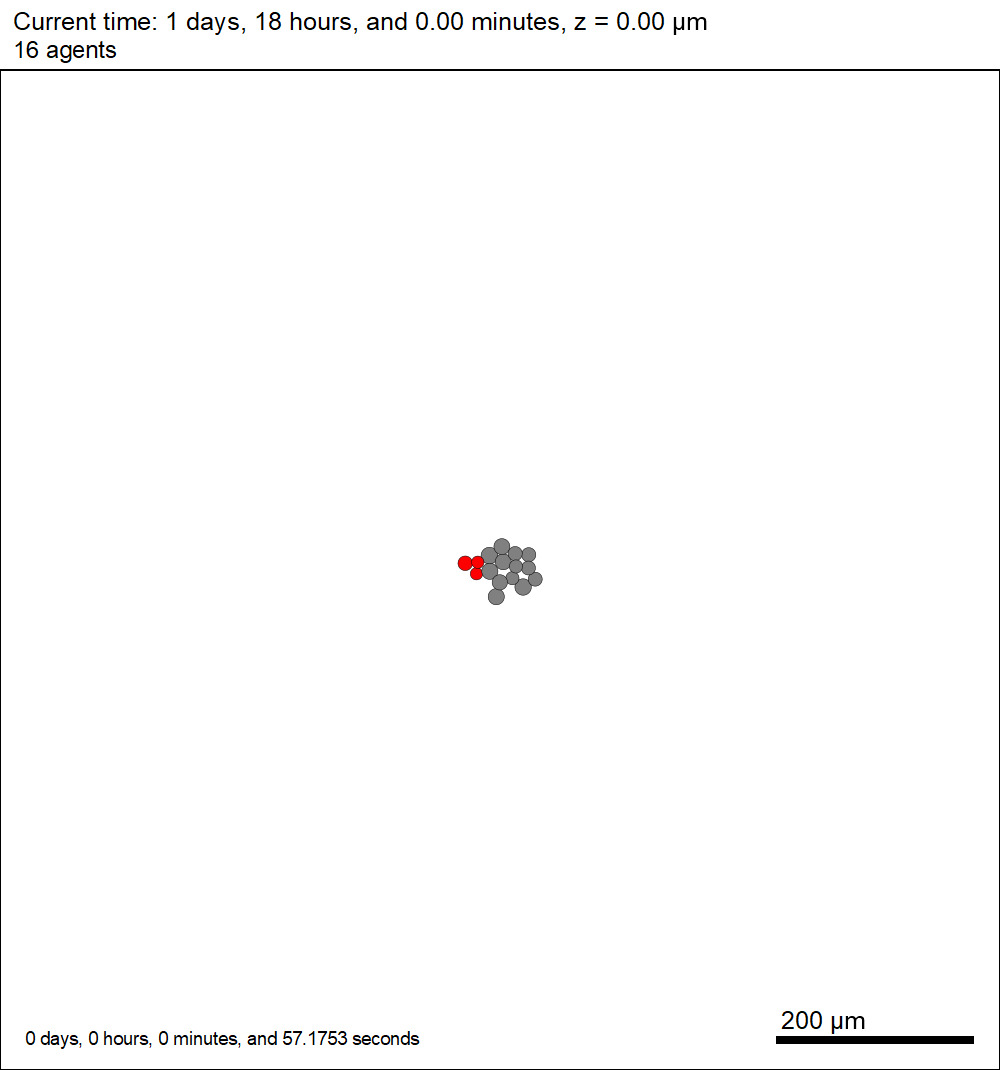 Current time: 1 days, 18 hours, and 0.00 minutes, z = 0.00 µm
16 agents
200 µm
0 days, 0 hours, 0 minutes, and 57.1753 seconds